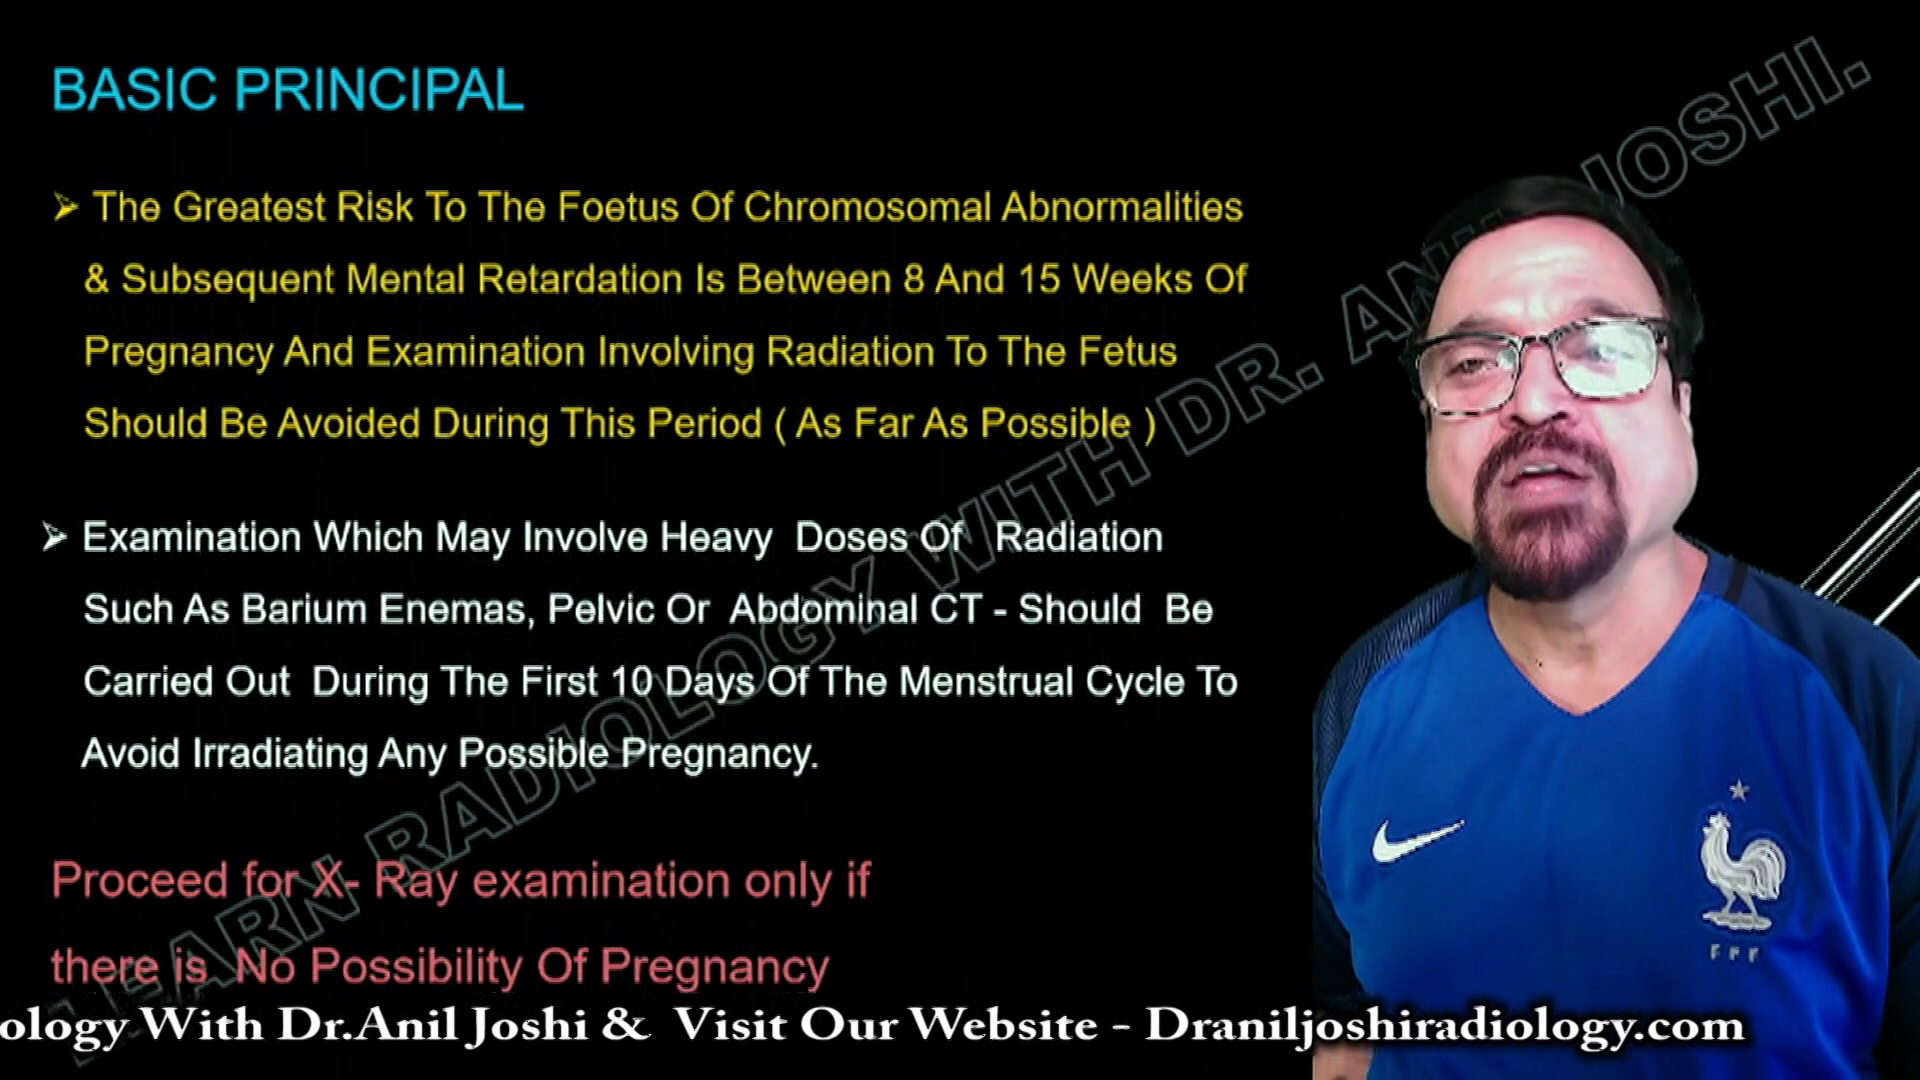 BASIC PRINCIPAL
➢ The Greatest Risk To The Foetus Of Chromosomal Abnormalities
& Subsequent Mental Retardation Is Between 8 And 15 Weeks Of
Pregnancy And Examination Involving Radiation To The Fetus
Should Be Avoided During This Period ( As Far As Possible )
➢ Examination Which May Involve Heavy Doses Of Radiation
Such As Barium Enemas, Pelvic Or Abdominal CT - Should Be
Carried Out During The First 10 Days Of The Menstrual Cycle To
Avoid Irradiating Any Possible Pregnancy.
Proceed for X- Ray examination only if
there is No Possibility Of Pregnancy
ology With Dr.Anil Joshi & Visit Our Website - Draniljoshiradiology.com
LEARN RADIOLOGY WITH DR. ANIL JOSHI.
FFF